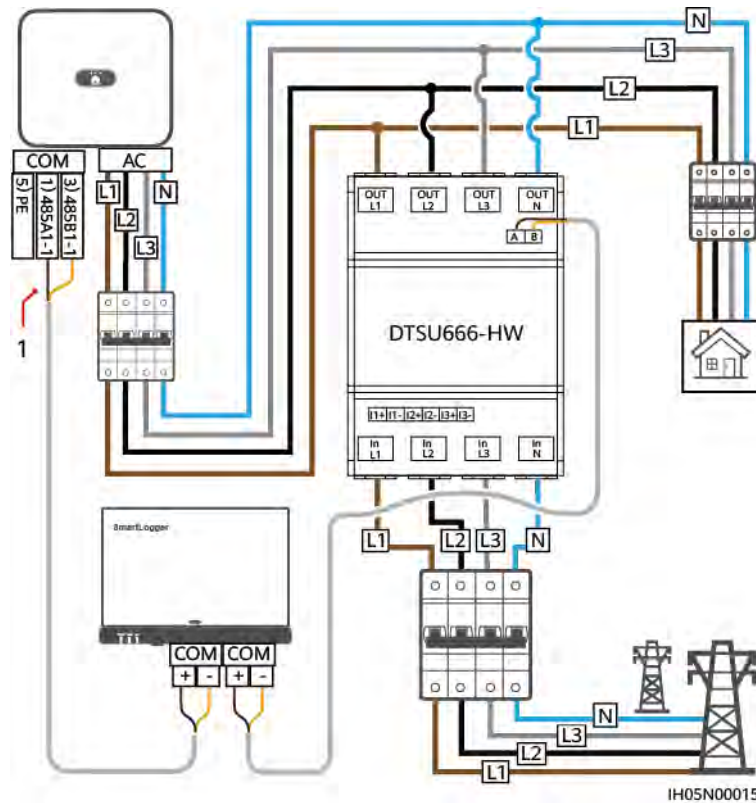 N
L3
L2
L1
COM
AC
5) PE
1) 485A1-1
3) 485B1-1
L1
L2
L3
N
1
OUT L1
OUT L2
OUT L3
OUT N
A B
DTSU666-HW
I1+ I1- I2+ I2- I3+ I3-
In L1
In L2
In L3
In N
L1
L2
L3
N
SmartLogger
COM COM
+ - + -
N
L3
L2
L1
IH05N00015